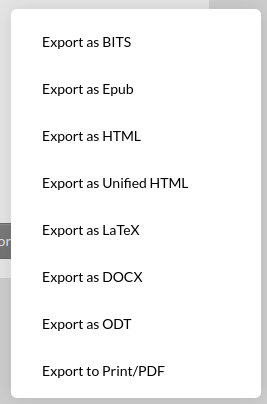 Export as BITS
Export as Epub
Export as HTML
Export as Unified HTML
or
Export as LaTeX
Export as DOCX
Export as ODT
Export to Print/PDF